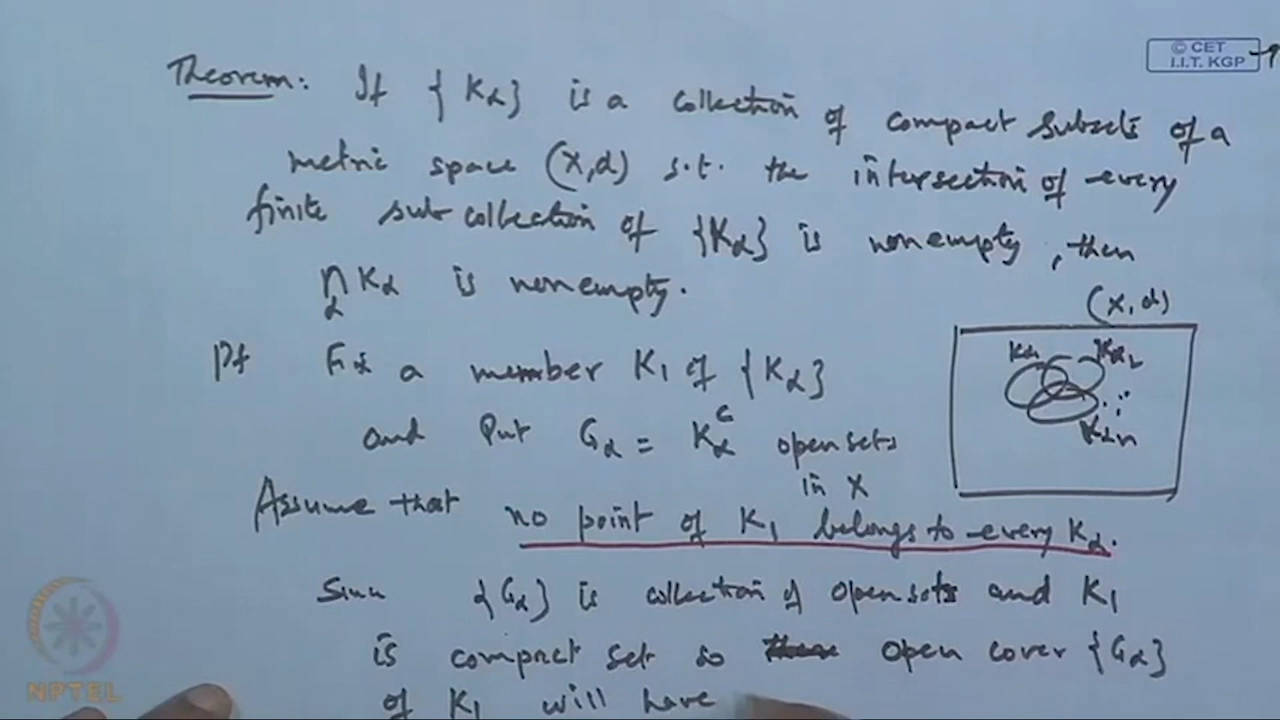 © CET
I.I.T. KGP
Theorem: If {Kα} is a collection of compact subsets of a
metric space (X,d) s.t. the intersection of every
finite sub collection of {Kα} is nonempty, then
∩α Kα is nonempty.
(X,d)
Pf Fix a member K1 of {Kα}
and Put Gα = Kα^c open sets
in X
Kα1 Kα2
Kαn
Assume that no point of K1 belongs to every Kα.
Since {Gα} is collection of open sets and K1
is compact set so open cover {Gα}
of K1 will have
NPTEL